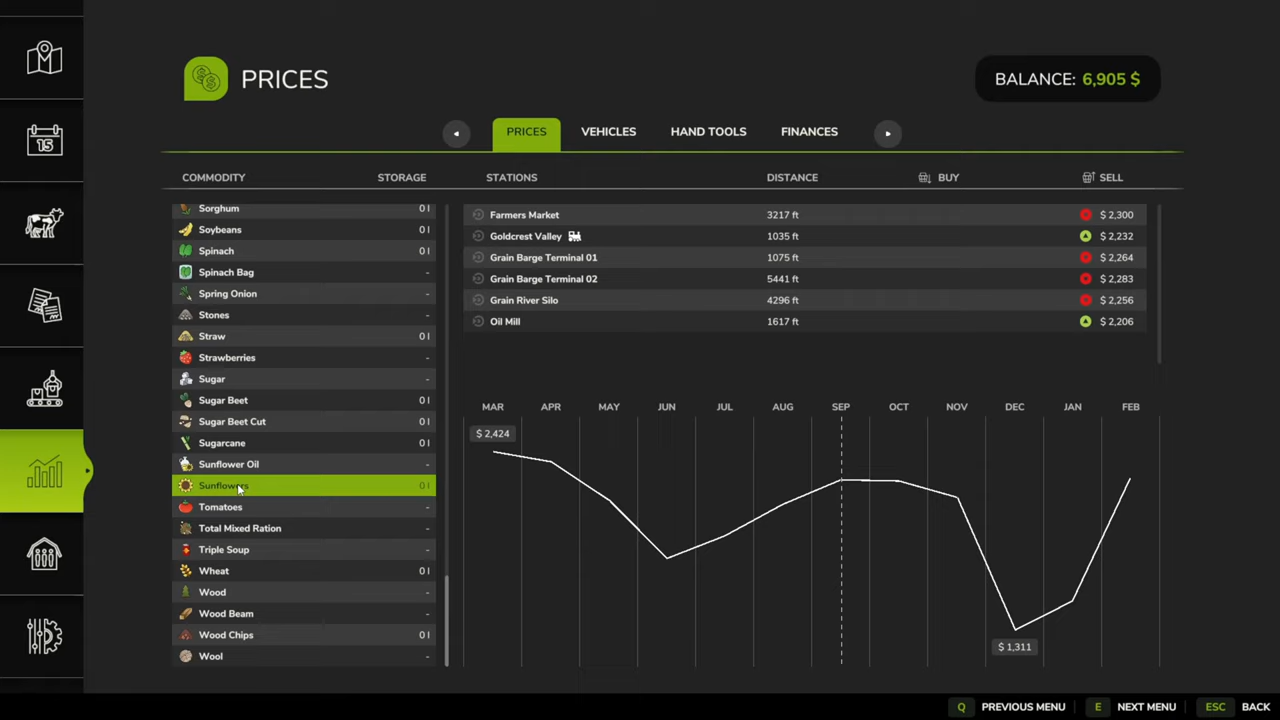 PRICES
BALANCE: 6,905 $
15
PRICES VEHICLES HAND TOOLS FINANCES
COMMODITY STORAGE STATIONS DISTANCE BUY SELL
Sorghum 0 l
Soybeans 0 l
Spinach 0 l
Spinach Bag -
Spring Onion -
Stones -
Straw 0 l
Strawberries -
Sugar -
Sugar Beet 0 l
Sugar Beet Cut 0 l
Sugarcane 0 l
Sunflower Oil -
Sunflowers 0 l
Tomatoes -
Total Mixed Ration -
Triple Soup -
Wheat 0 l
Wood -
Wood Beam -
Wood Chips 0 l
Wool -
Farmers Market 3217 ft $ 2,300
Goldcrest Valley 1035 ft $ 2,232
Grain Barge Terminal 01 1075 ft $ 2,264
Grain Barge Terminal 02 5441 ft $ 2,283
Grain River Silo 4296 ft $ 2,256
Oil Mill 1617 ft $ 2,206
MAR APR MAY JUN JUL AUG SEP OCT NOV DEC JAN FEB
$ 2,424
$ 1,311
Q PREVIOUS MENU E NEXT MENU ESC BACK